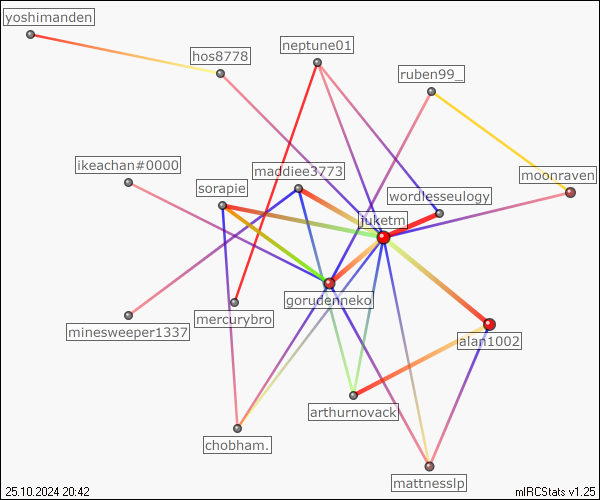 yoshimanden
neptune01
hos8778
ruben99_
ikeachan#0000
maddiee3773
moonraven
sorapie
wordlesseulogy
juketm
gorudenneko
mercurybro
minesweeper1337
alan1002
arthurnovack
chobham.
mattnesslp
25.10.2024 20:42
mIRCStats v1.25